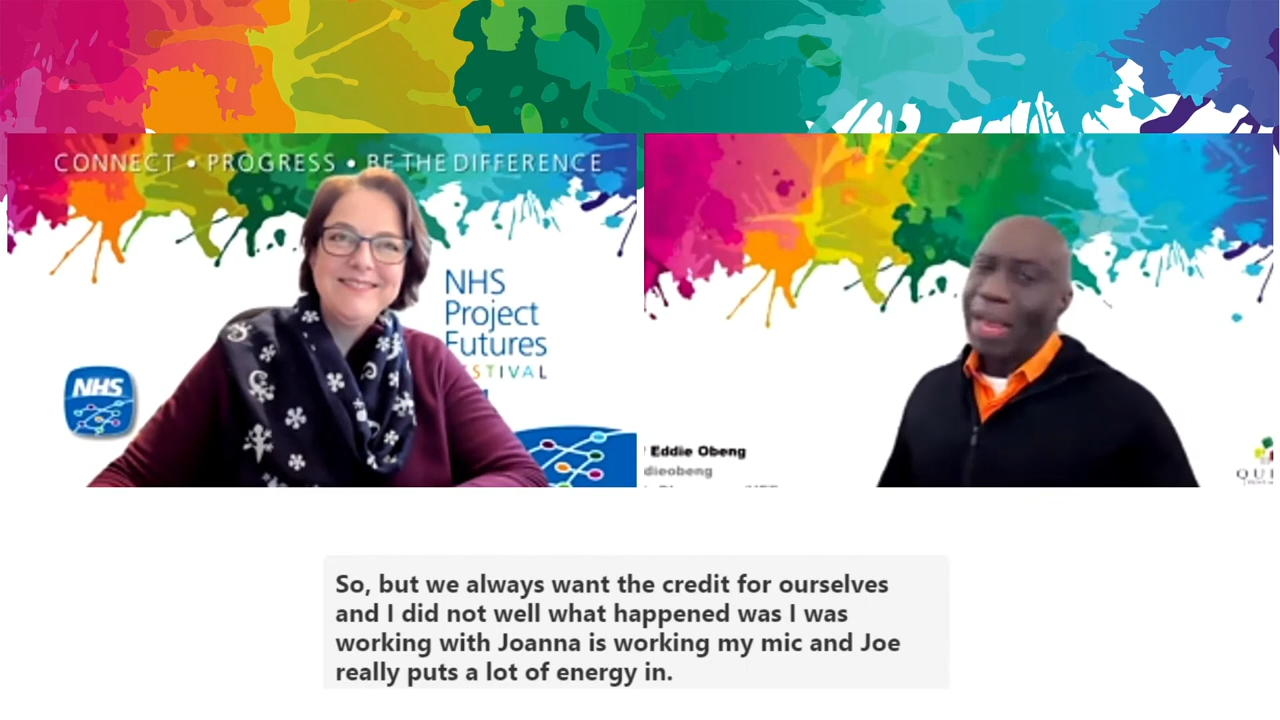 CONNECT • PROGRESS • BE THE DIFFERENCE
NHS
Project
Futures
STIVAL
NHS
Eddie Obeng
dieobeng
QUI
So, but we always want the credit for ourselves
and I did not well what happened was I was
working with Joanna is working my mic and Joe
really puts a lot of energy in.